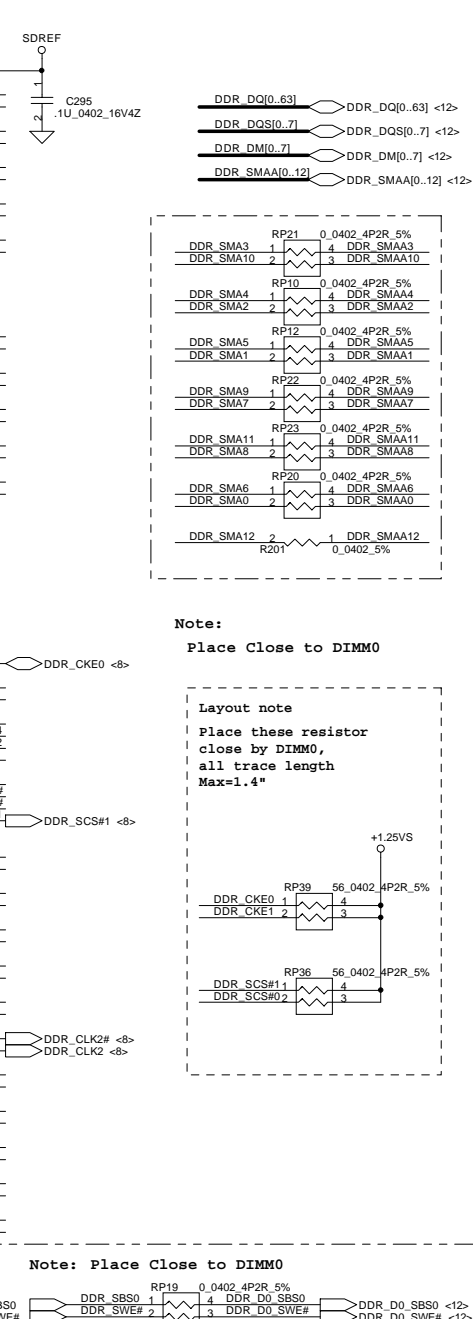 SDREF
1
2
C295
.1U_0402_16V4Z
DDR_DQ[0..63] DDR_DQ[0..63] <12>
DDR_DQS[0..7] DDR_DQS[0..7] <12>
DDR_DM[0..7] DDR_DM[0..7] <12>
DDR_SMAA[0..12] DDR_SMAA[0..12] <12>
RP21 0_0402_4P2R_5%
DDR_SMA3 1 4 DDR_SMAA3
DDR_SMA10 2 3 DDR_SMAA10
RP10 0_0402_4P2R_5%
DDR_SMA4 1 4 DDR_SMAA4
DDR_SMA2 2 3 DDR_SMAA2
RP12 0_0402_4P2R_5%
DDR_SMA5 1 4 DDR_SMAA5
DDR_SMA1 2 3 DDR_SMAA1
RP22 0_0402_4P2R_5%
DDR_SMA9 1 4 DDR_SMAA9
DDR_SMA7 2 3 DDR_SMAA7
RP23 0_0402_4P2R_5%
DDR_SMA11 1 4 DDR_SMAA11
DDR_SMA8 2 3 DDR_SMAA8
RP20 0_0402_4P2R_5%
DDR_SMA6 1 4 DDR_SMAA6
DDR_SMA0 2 3 DDR_SMAA0
DDR_SMA12 2 1 DDR_SMAA12
R201 0_0402_5%
Note:
Place Close to DIMM0
DDR_CKE0 <8>
Layout note
Place these resistor
close by DIMM0,
all trace length
Max=1.4"
DDR_SCS#1 <8>
+1.25VS
RP39 56_0402_4P2R_5%
DDR_CKE0 1 4
DDR_CKE1 2 3
RP36 56_0402_4P2R_5%
DDR_SCS#1 1 4
DDR_SCS#0 2 3
DDR_CLK2# <8>
DDR_CLK2 <8>
Note: Place Close to DIMM0
RP19 0_0402_4P2R_5%
DDR_SBS0 1 4 DDR_D0_SBS0 DDR_D0_SBS0 <12>
DDR_SWE# 2 3 DDR_D0_SWE# DDR_D0_SWE# <12>